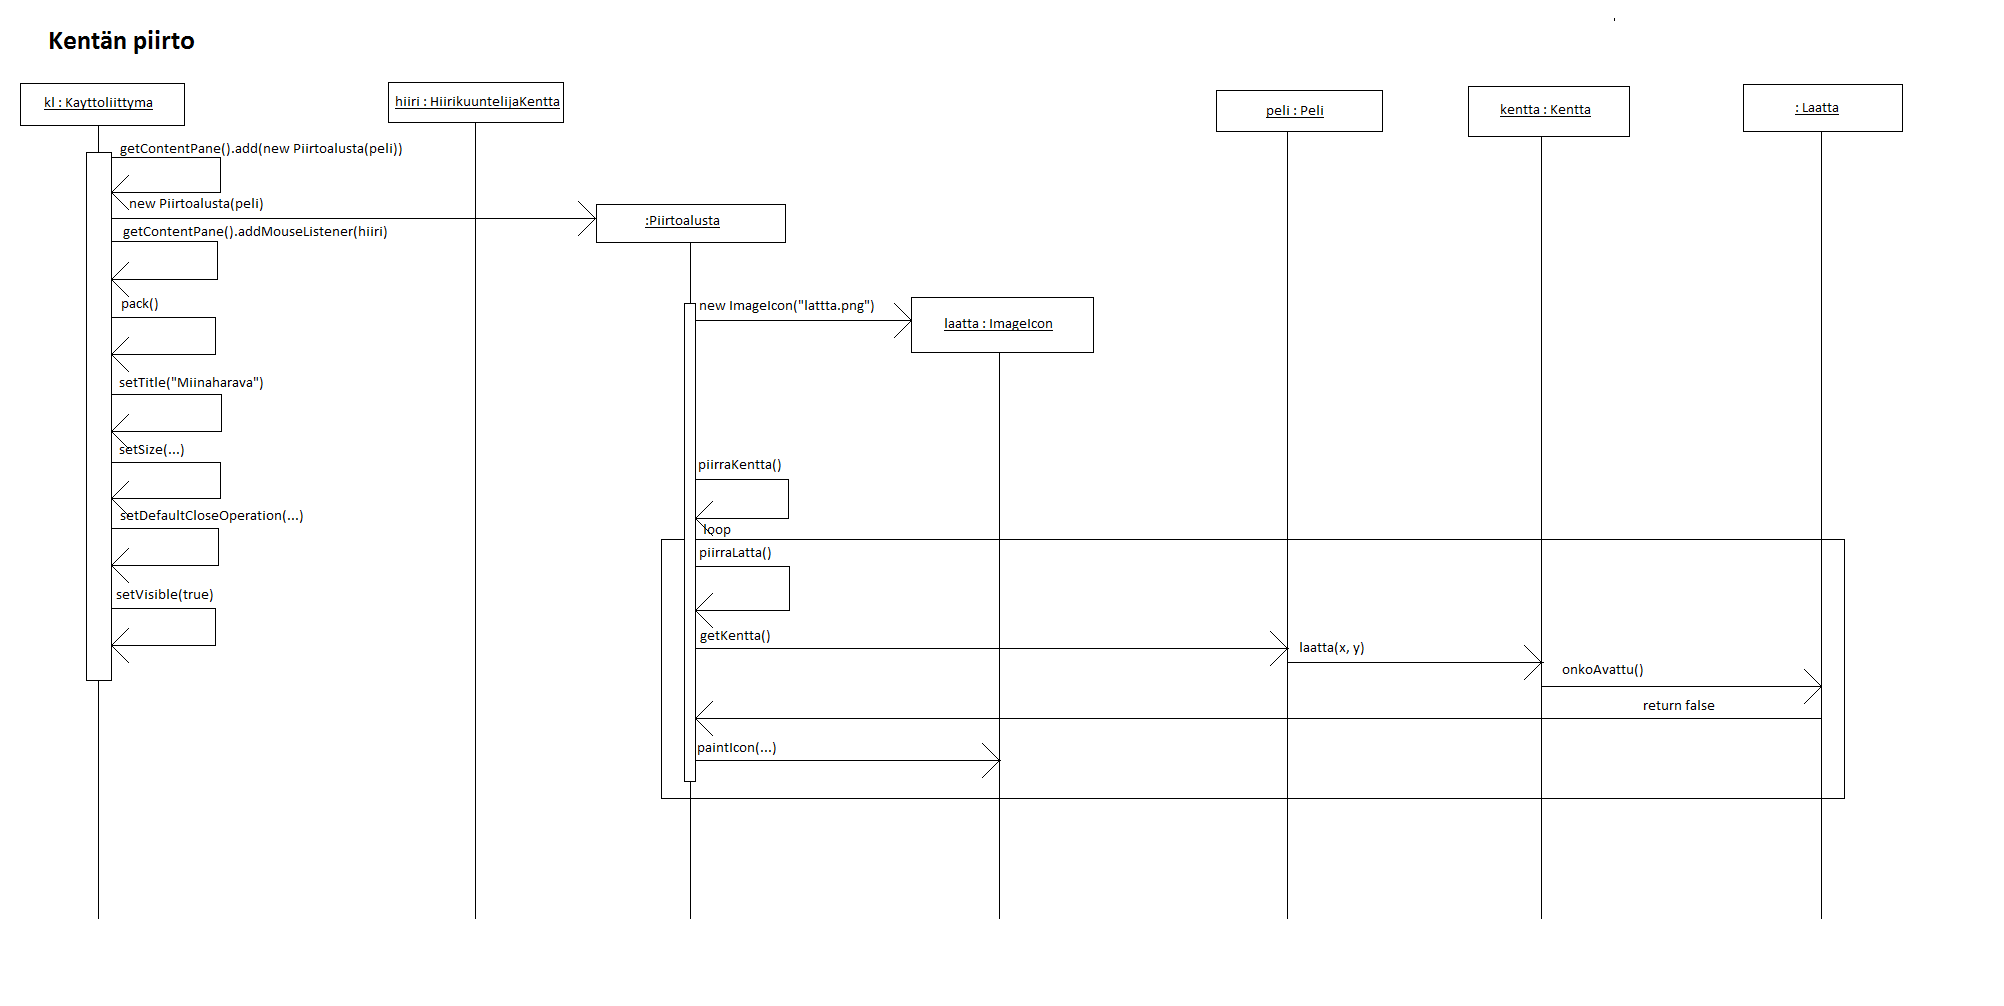 Kentän piirto
kl : Kayttoliittyma
hiiri : HiirikuuntelijaKentta
peli : Peli
kentta : Kentta
: Laatta
getContentPane().add(new Piirtoalusta(peli))
new Piirtoalusta(peli)
:Piirtoalusta
getContentPane().addMouseListener(hiiri)
pack()
new ImageIcon("lattta.png")
laatta : ImageIcon
setTitle("Miinaharava")
setSize(...)
piirraKentta()
setDefaultCloseOperation(...)
loop
piirraLatta()
setVisible(true)
getKentta()
laatta(x, y)
onkoAvattu()
return false
paintIcon(...)